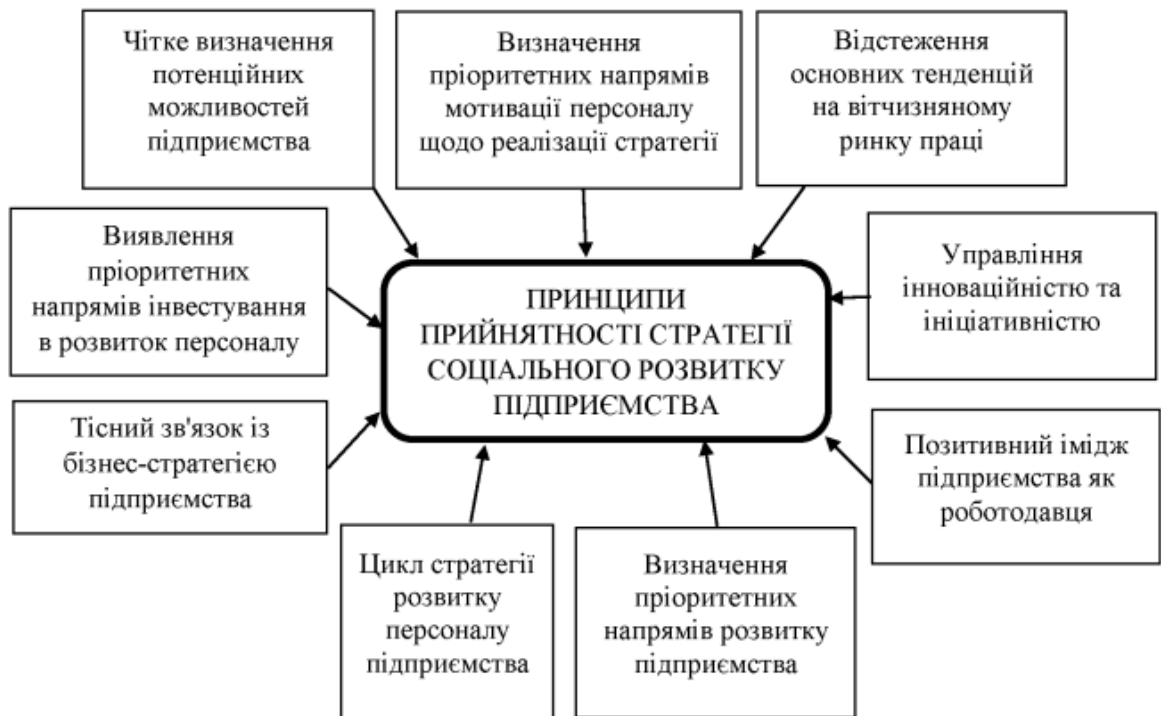 Чітке визначення
потенційних
можливостей
підприємства
Визначення
пріоритетних напрямів
мотивації персоналу
щодо реалізації стратегії
Відстеження
основних тенденцій
на вітчизняному
ринку праці
Виявлення
пріоритетних
напрямів інвестування
в розвиток персоналу
ПРИНЦИПИ
ПРИЙНЯТНОСТІ СТРАТЕГІЇ
СОЦІАЛЬНОГО РОЗВИТКУ
ПІДПРИЄМСТВА
Управління
інноваційністю та
ініціативністю
Тісний зв'язок із
бізнес-стратегією
підприємства
Позитивний імідж
підприємства як
роботодавця
Цикл стратегії
розвитку
персоналу
підприємства
Визначення
пріоритетних
напрямів розвитку
підприємства